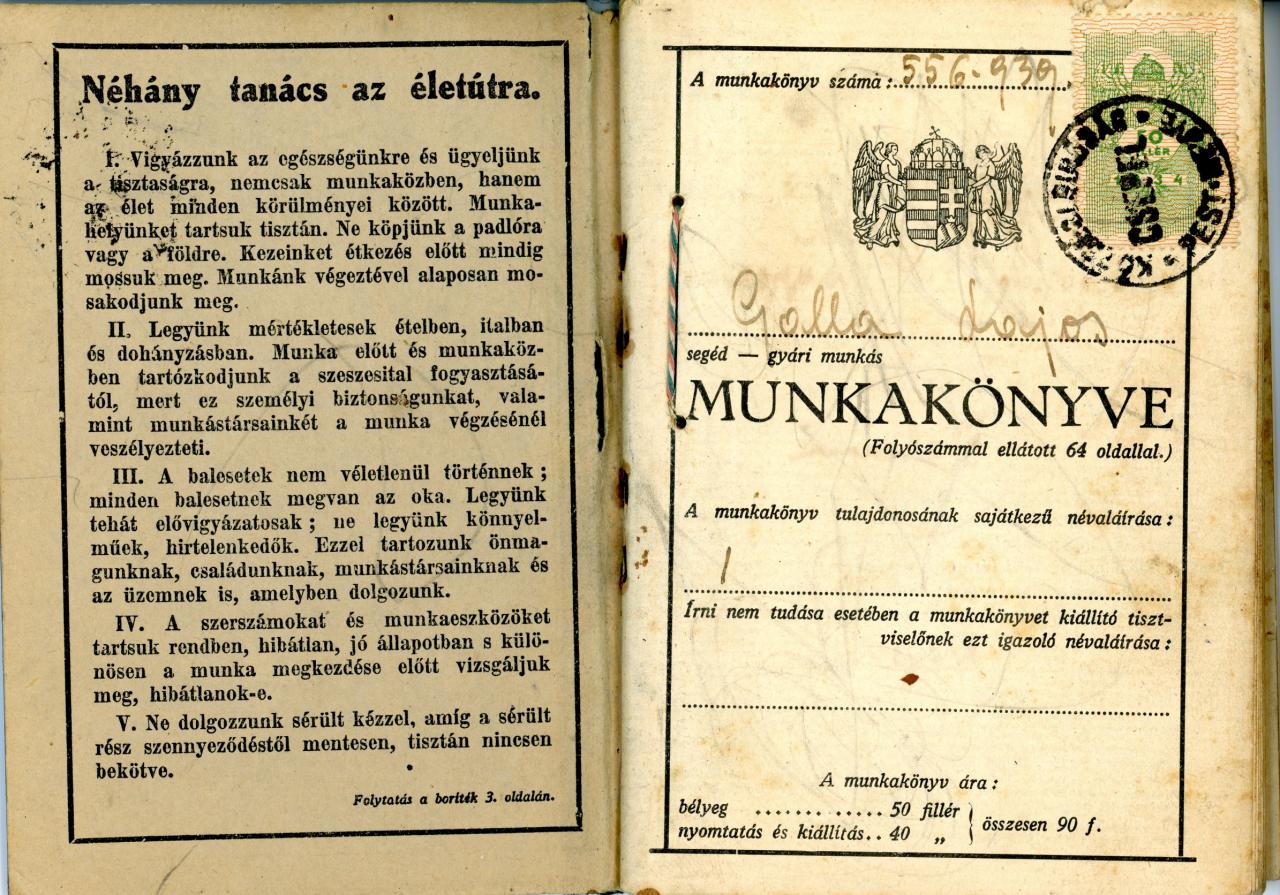 Néhány tanács az életútra.
I. Vigyázzunk az egészségünkre és ügyeljünk
a tisztaságra, nemcsak munkaközben, hanem
az élet minden körülményei között. Munka-
helyünket tartsuk tisztán. Ne köpjünk a padlóra
vagy a földre. Kezeinket étkezés előtt mindig
mossuk meg. Munkánk végeztével alaposan mo-
sakodjunk meg.
II. Legyünk mértékletesek ételben, italban
és dohányzásban. Munka előtt és munkaköz-
ben tartózkodjunk a szeszesital fogyasztásá-
tól, mert ez személyi biztonságunkat, vala-
mint munkástársainkét a munka végzésénél
veszélyezteti.
III. A balesetek nem véletlenül történnek ;
minden balesetnek megvan az oka. Legyünk
tehát elővigyázatosak ; ne legyünk könnyel-
műek, hirtelenkedők. Ezzel tartozunk önma-
gunknak, családunknak, munkástársainknak és
az üzemnek is, amelyben dolgozunk.
IV. A szerszámokat és munkaeszközöket
tartsuk rendben, hibátlan, jó állapotban s külö-
nösen a munka megkezdése előtt vizsgáljuk
meg, hibátlanok-e.
V. Ne dolgozzunk sérült kézzel, amíg a sérült
rész szennyeződéstől mentesen, tisztán nincsen
bekötve.
Folytatás a boríték 3. oldalán.
A munkakönyv száma : 556-939
50
FILLÉR
KÖZSÉGI BIRÓSÁG
CSEPEL
PEST MEGYE
Galla Lajos
segéd — gyári munkás
MUNKAKÖNYVE
(Folyószámmal ellátott 64 oldallal.)
A munkakönyv tulajdonosának sajátkezű névaláírása :
Írni nem tudása esetében a munkakönyvet kiállító tiszt-
viselőnek ezt igazoló névaláírása :
A munkakönyv ára :
bélyeg ............ 50 fillér
nyomtatás és kiállítás.. 40 „
összesen 90 f.